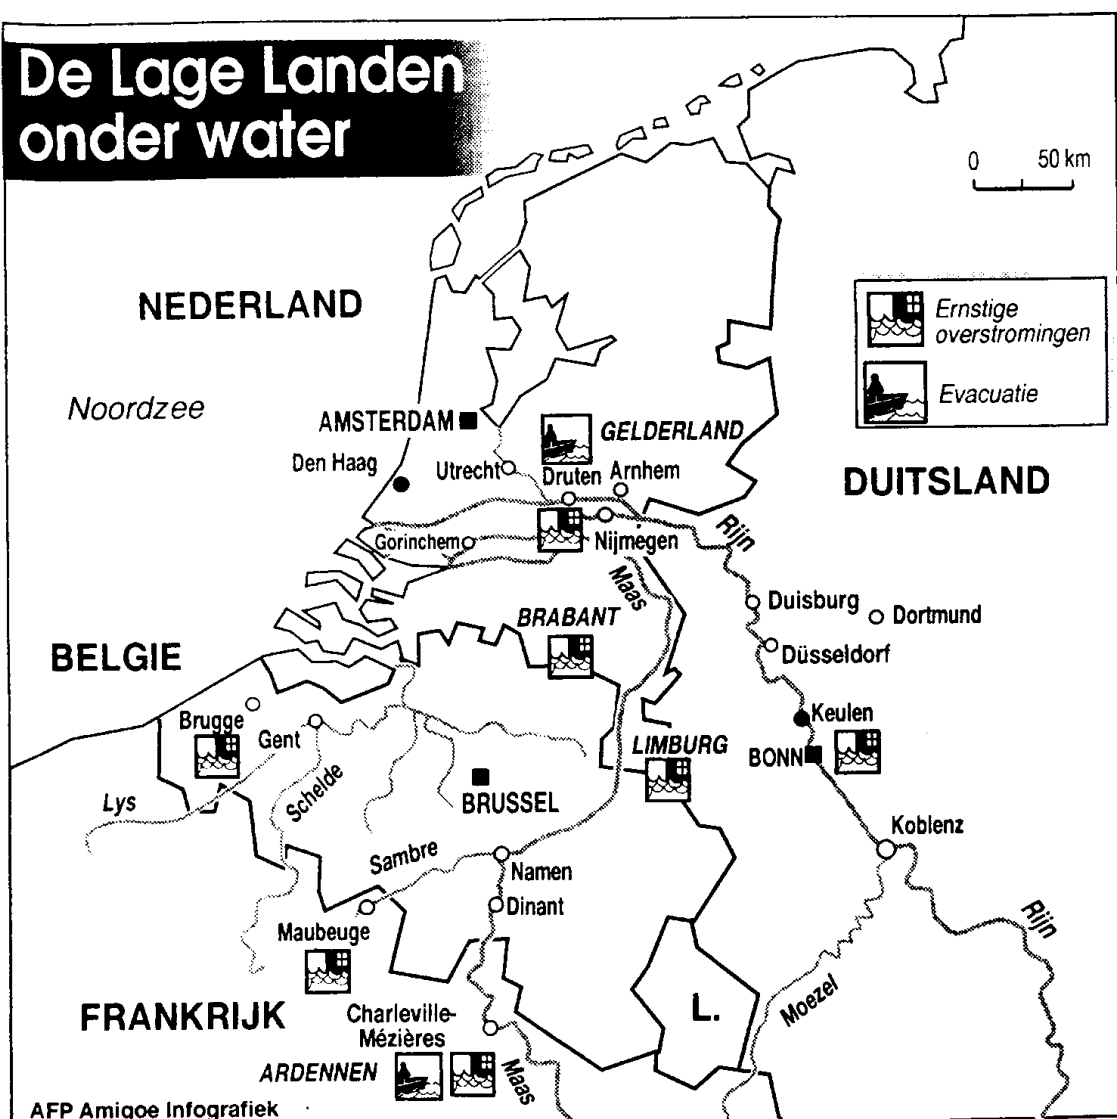 De Lage Landen
onder water
0 50 km
NEDERLAND
Ernstige
overstromingen
Evacuatie
Noordzee
AMSTERDAM
GELDERLAND
Den Haag
Utrecht
Druten
Arnhem
DUITSLAND
Gorinchem
Nijmegen
Rijn
Maas
Duisburg
Dortmund
BRABANT
BELGIE
Düsseldorf
Brugge
Gent
Keulen
LIMBURG
BONN
Lys
Schelde
BRUSSEL
Koblenz
Sambre
Namen
Dinant
Rijn
Maubeuge
Moezel
FRANKRIJK
L.
Charleville-
Mézières
ARDENNEN
Maas
AFP Amigoe Infografiek